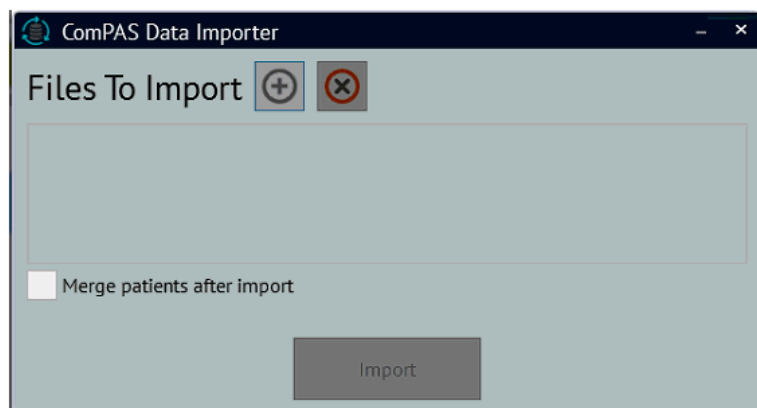 ComPAS Data Importer
Files To Import
Merge patients after import
Import